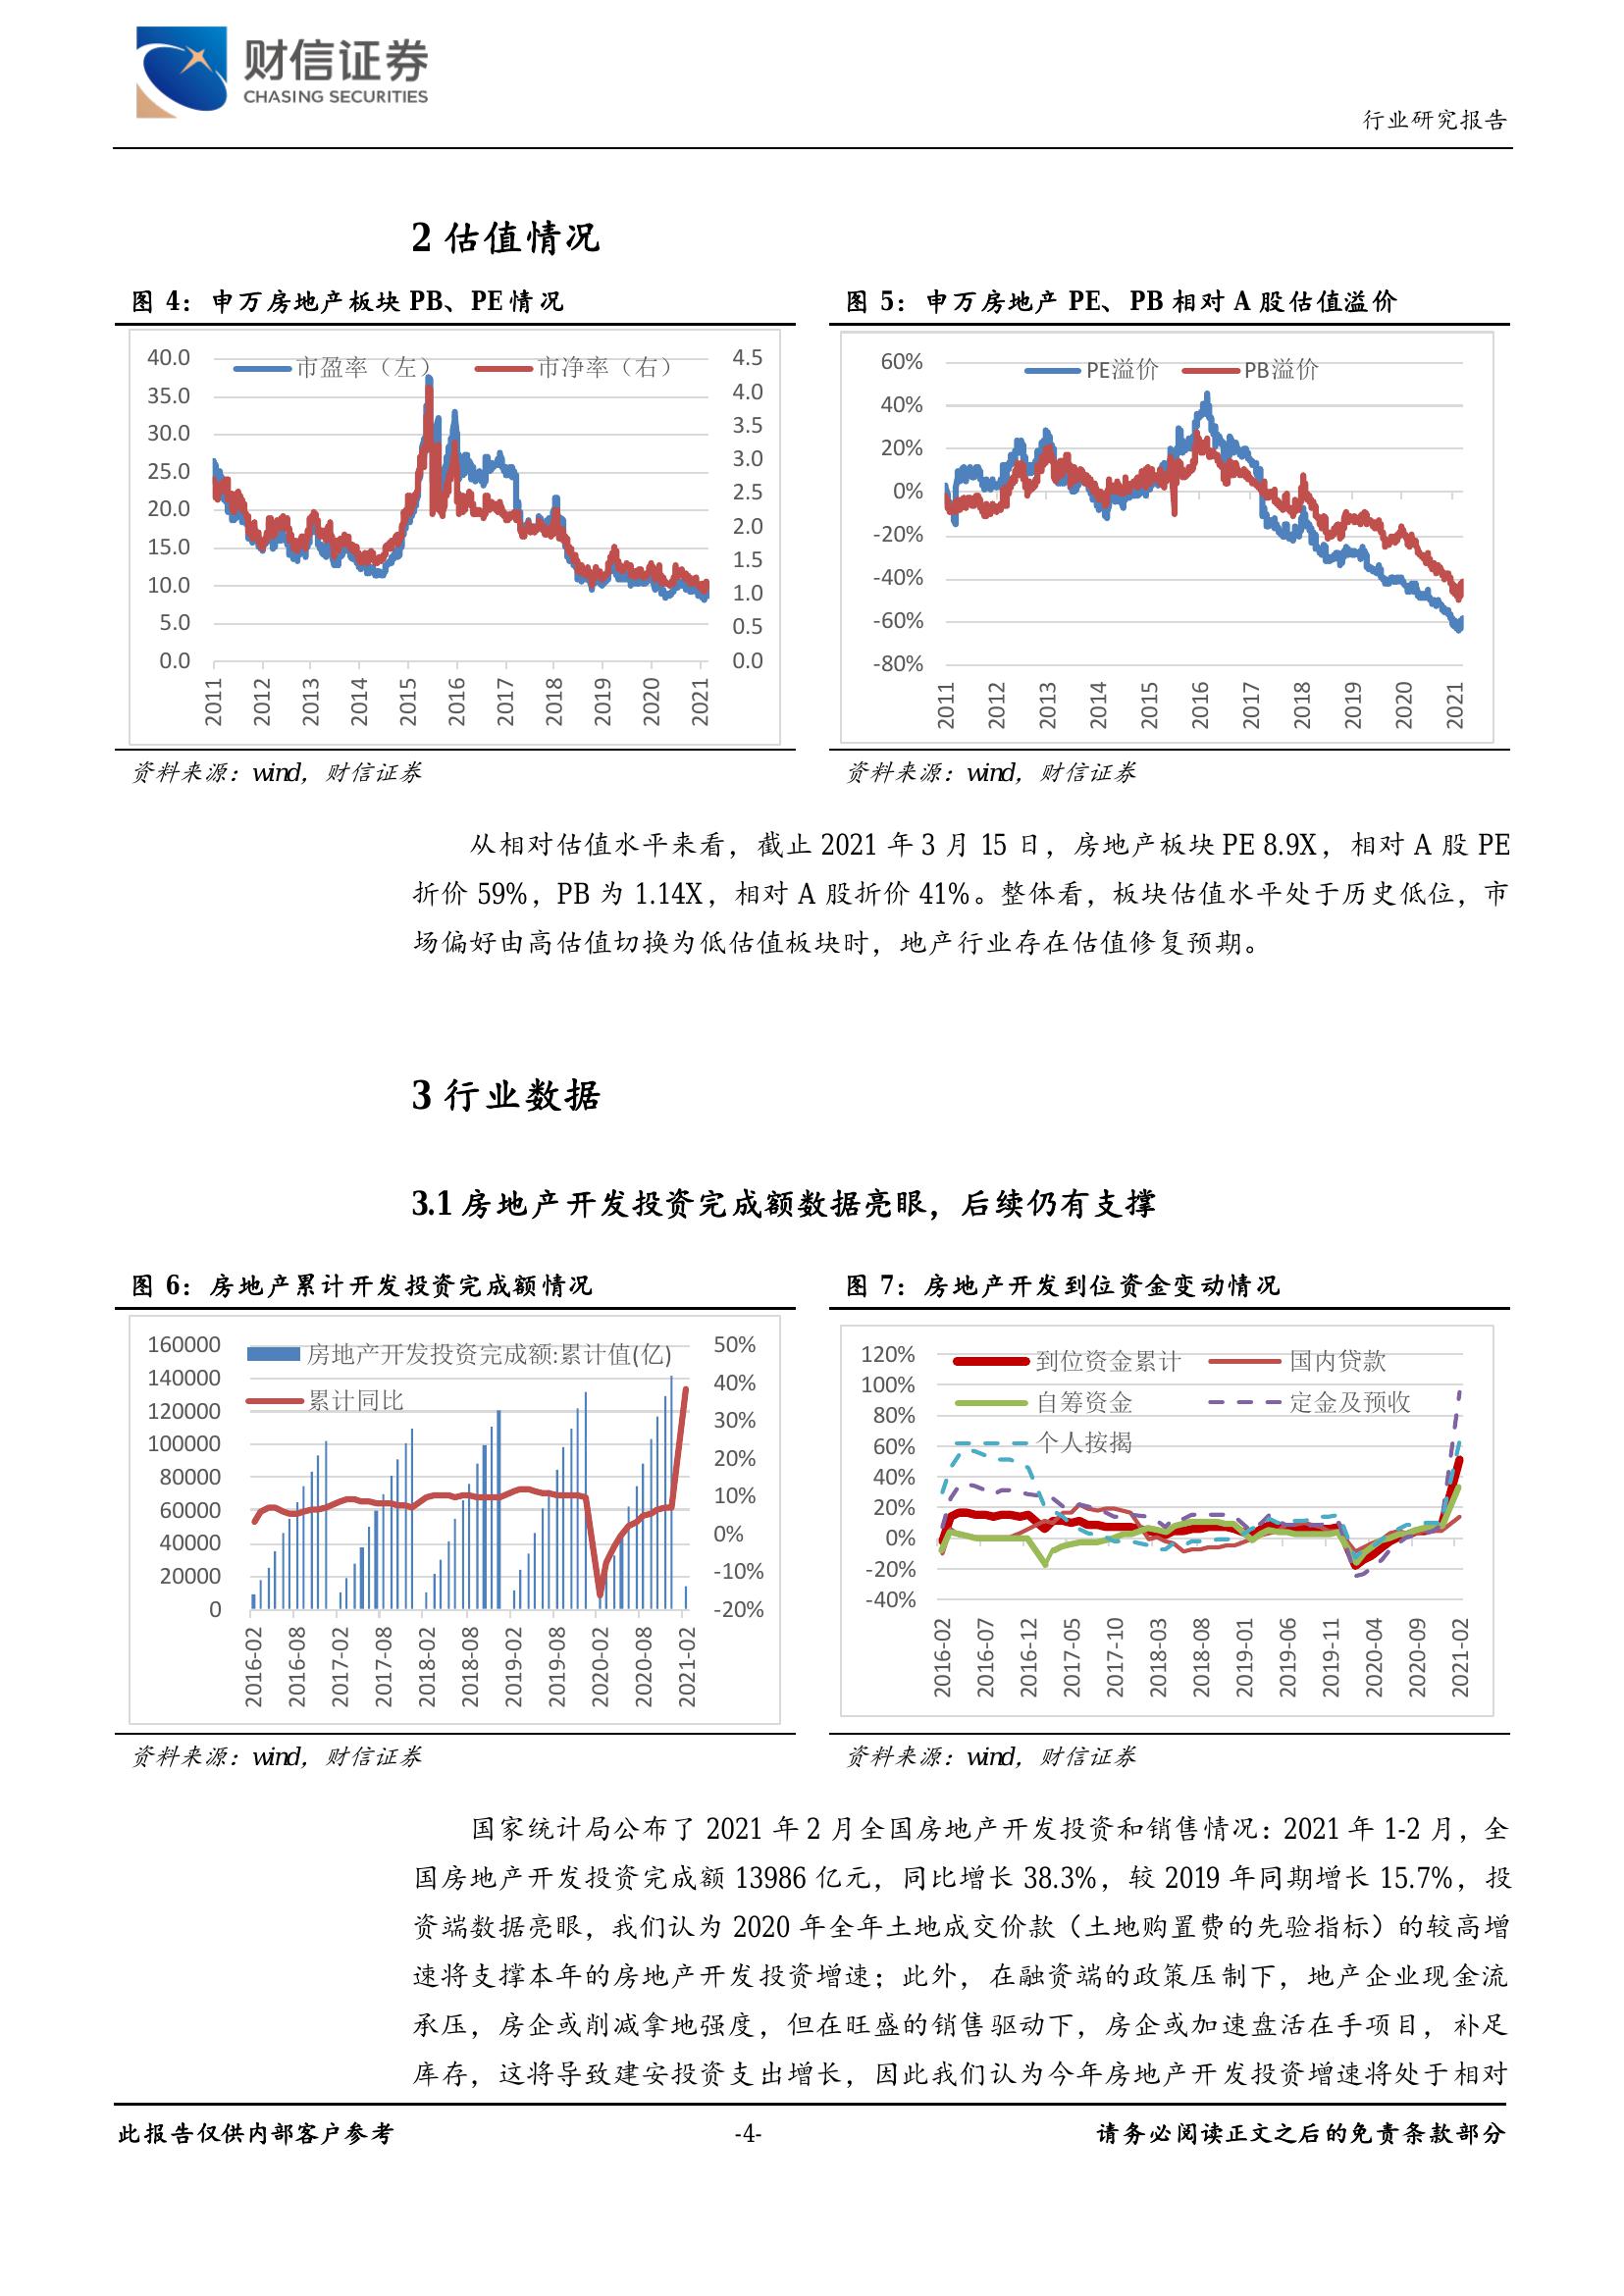 财信证券
CHASING SECURITIES
行业研究报告
2 估值情况
图 4：申万房地产板块 PB、PE 情况
市盈率（左）
市净率（右）
40.0
35.0
30.0
25.0
20.0
15.0
10.0
5.0
0.0
4.5
4.0
3.5
3.0
2.5
2.0
1.5
1.0
0.5
0.0
2011
2012
2013
2014
2015
2016
2017
2018
2019
2020
2021
资料来源：wind，财信证券
图 5：申万房地产 PE、PB 相对 A 股估值溢价
PE溢价
PB溢价
60%
40%
20%
0%
-20%
-40%
-60%
-80%
2011
2012
2013
2014
2015
2016
2017
2018
2019
2020
2021
资料来源：wind，财信证券
从相对估值水平来看，截止 2021 年 3 月 15 日，房地产板块 PE 8.9X，相对 A 股 PE
折价 59%，PB 为 1.14X，相对 A 股折价 41%。整体看，板块估值水平处于历史低位，市
场偏好由高估值切换为低估值板块时，地产行业存在估值修复预期。
3 行业数据
3.1 房地产开发投资完成额数据亮眼，后续仍有支撑
图 6：房地产累计开发投资完成额情况
房地产开发投资完成额:累计值(亿)
累计同比
160000
140000
120000
100000
80000
60000
40000
20000
0
50%
40%
30%
20%
10%
0%
-10%
-20%
2016-02
2016-08
2017-02
2017-08
2018-02
2018-08
2019-02
2019-08
2020-02
2020-08
2021-02
资料来源：wind，财信证券
图 7：房地产开发到位资金变动情况
到位资金累计
国内贷款
自筹资金
定金及预收
个人按揭
120%
100%
80%
60%
40%
20%
0%
-20%
-40%
2016-02
2016-07
2016-12
2017-05
2017-10
2018-03
2018-08
2019-01
2019-06
2019-11
2020-04
2020-09
2021-02
资料来源：wind，财信证券
国家统计局公布了 2021 年 2 月全国房地产开发投资和销售情况：2021 年 1-2 月，全
国房地产开发投资完成额 13986 亿元，同比增长 38.3%，较 2019 年同期增长 15.7%，投
资端数据亮眼，我们认为 2020 年全年土地成交价款（土地购置费的先验指标）的较高增
速将支撑本年的房地产开发投资增速；此外，在融资端的政策压制下，地产企业现金流
承压，房企或削减拿地强度，但在旺盛的销售驱动下，房企或加速盘活在手项目，补足
库存，这将导致建安投资支出增长，因此我们认为今年房地产开发投资增速将处于相对
此报告仅供内部客户参考
-4-
请务必阅读正文之后的免责条款部分